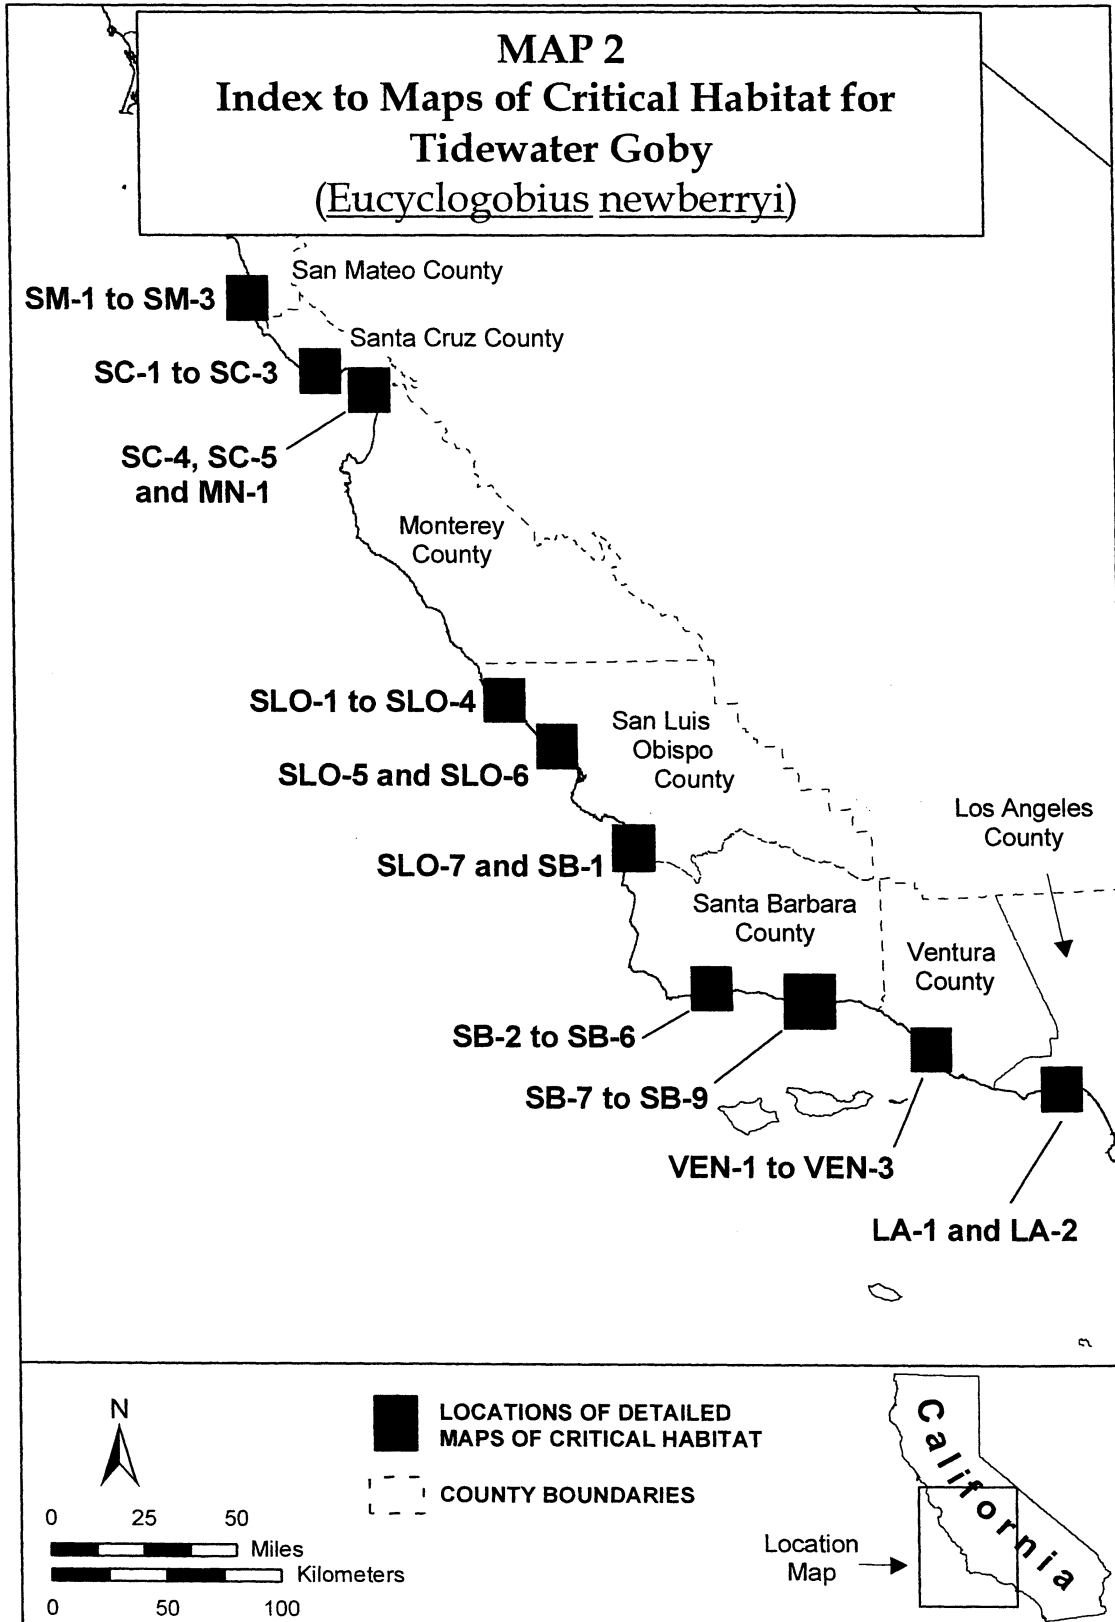 MAP 2
Index to Maps of Critical Habitat for
Tidewater Goby
(Eucyclogobius newberryi)
San Mateo County
SM-1 to SM-3
Santa Cruz County
SC-1 to SC-3
SC-4, SC-5
and MN-1
Monterey
County
SLO-1 to SLO-4
San Luis
Obispo
County
SLO-5 and SLO-6
Los Angeles
County
SLO-7 and SB-1
Santa Barbara
County
Ventura
County
SB-2 to SB-6
SB-7 to SB-9
VEN-1 to VEN-3
LA-1 and LA-2
N
0 25 50
Miles
Kilometers
0 50 100
LOCATIONS OF DETAILED
MAPS OF CRITICAL HABITAT
COUNTY BOUNDARIES
California
Location
Map